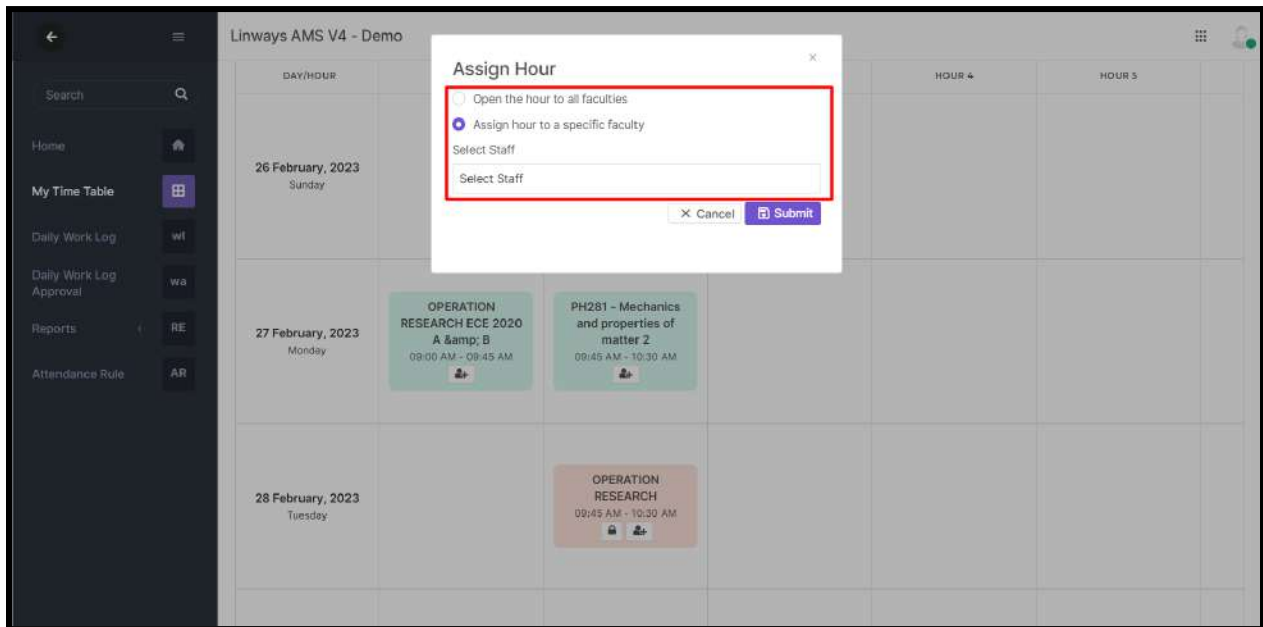 Linways AMS V4 - Demo
Search
Home
My Time Table
Daily Work Log
wl
Daily Work Log
Approval
wa
Reports
RE
Attendance Rule
AR
Assign Hour
Open the hour to all faculties
Assign hour to a specific faculty
Select Staff
Select Staff
Cancel
Submit
DAY/HOUR
HOUR 4
HOUR 5
26 February, 2023
Sunday
27 February, 2023
Monday
OPERATION
RESEARCH ECE 2020
A &amp; B
09:00 AM - 09:45 AM
PH281 - Mechanics
and properties of
matter 2
09:45 AM - 10:30 AM
28 February, 2023
Tuesday
OPERATION
RESEARCH
09:45 AM - 10:30 AM